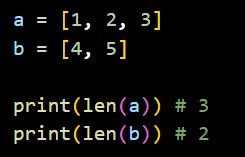 a = [1, 2, 3]
b = [4, 5]
print(len(a)) # 3
print(len(b)) # 2